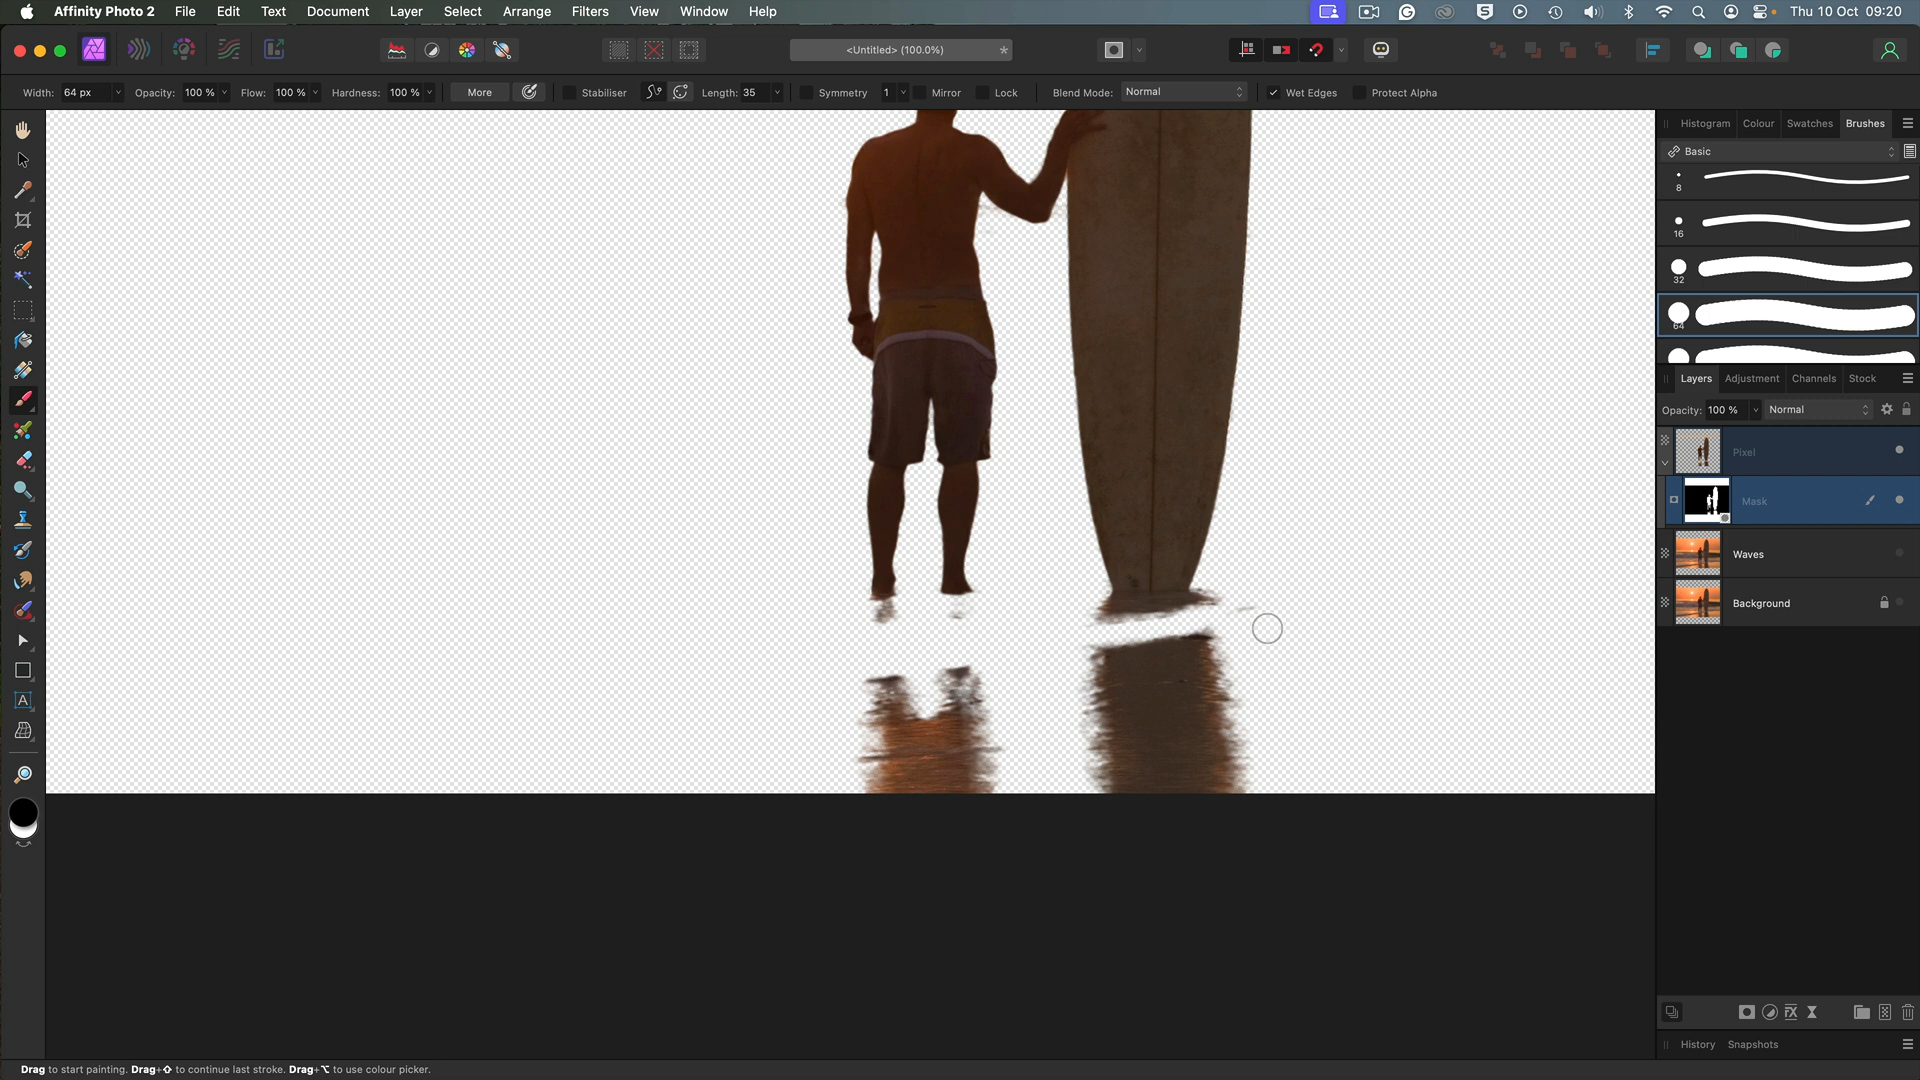 Affinity Photo 2 File Edit Text Document Layer Select Arrange Filters View Window Help Thu 10 Oct 09:20
<Untitled> (100.0%) *
Width: 64 px Opacity: 100 % Flow: 100 % Hardness: 100 % More Stabiliser Length: 35 Symmetry 1 Mirror Lock Blend Mode: Normal Wet Edges Protect Alpha
Histogram Colour Swatches Brushes
Basic
8
16
32
64
Layers Adjustment Channels Stock
Opacity: 100 % Normal
Pixel
Mask
Waves
Background
FX
History Snapshots
Drag to start painting. Drag+⇧ to continue last stroke. Drag+⌥ to use colour picker.